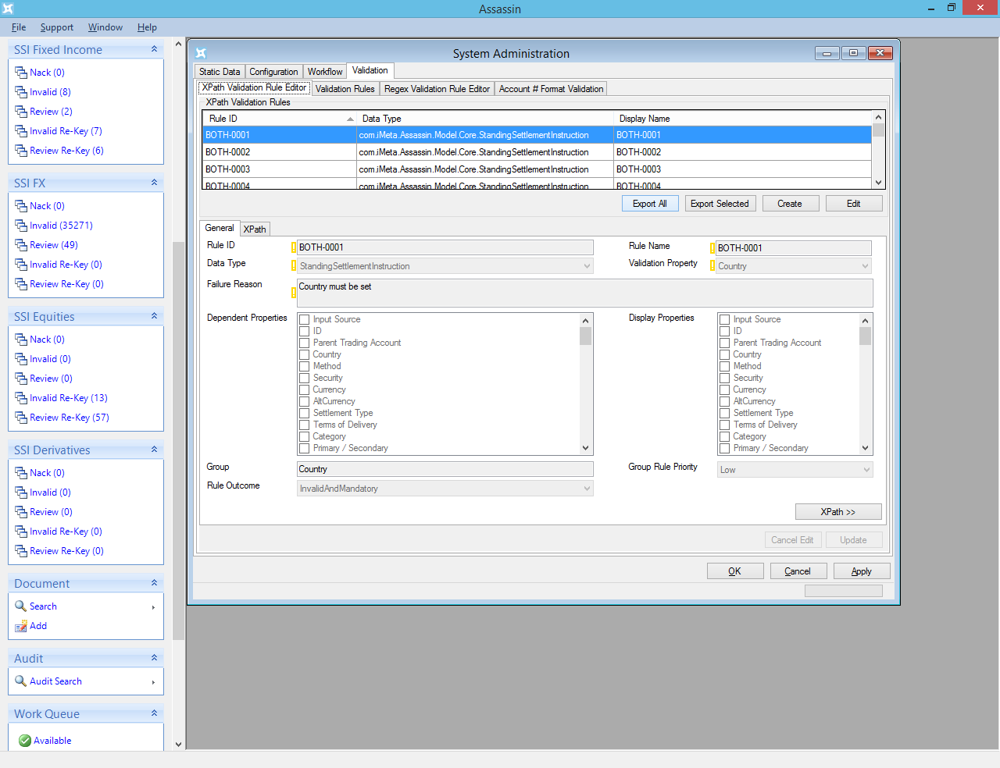 Assassin
File Support Window Help
SSI Fixed Income
Nack (0)
Invalid (8)
Review (2)
Invalid Re-Key (7)
Review Re-Key (6)
SSI FX
Nack (0)
Invalid (35271)
Review (49)
Invalid Re-Key (0)
Review Re-Key (0)
SSI Equities
Nack (0)
Invalid (0)
Review (0)
Invalid Re-Key (13)
Review Re-Key (57)
SSI Derivatives
Nack (0)
Invalid (0)
Review (0)
Invalid Re-Key (0)
Review Re-Key (0)
Document
Search
Add
Audit
Audit Search
Work Queue
Available
System Administration
Static Data Configuration Workflow Validation
XPath Validation Rule Editor Validation Rules Regex Validation Rule Editor Account # Format Validation
XPath Validation Rules
Rule ID Data Type Display Name
BOTH-0001 com.iMeta.Assassin.Model.Core.StandingSettlementInstruction BOTH-0001
BOTH-0002 com.iMeta.Assassin.Model.Core.StandingSettlementInstruction BOTH-0002
BOTH-0003 com.iMeta.Assassin.Model.Core.StandingSettlementInstruction BOTH-0003
BOTH-0004 com.iMeta.Assassin.Model.Core.StandingSettlementInstruction BOTH-0004
Export All Export Selected Create Edit
General XPath
Rule ID BOTH-0001 Rule Name BOTH-0001
Data Type StandingSettlementInstruction Validation Property Country
Failure Reason Country must be set
Dependent Properties Display Properties
Input Source Input Source
ID ID
Parent Trading Account Parent Trading Account
Country Country
Method Method
Security Security
Currency Currency
AltCurrency AltCurrency
Settlement Type Settlement Type
Terms of Delivery Terms of Delivery
Category Category
Primary / Secondary Primary / Secondary
Group Country Group Rule Priority Low
Rule Outcome InvalidAndMandatory
XPath >>
Cancel Edit Update
OK Cancel Apply